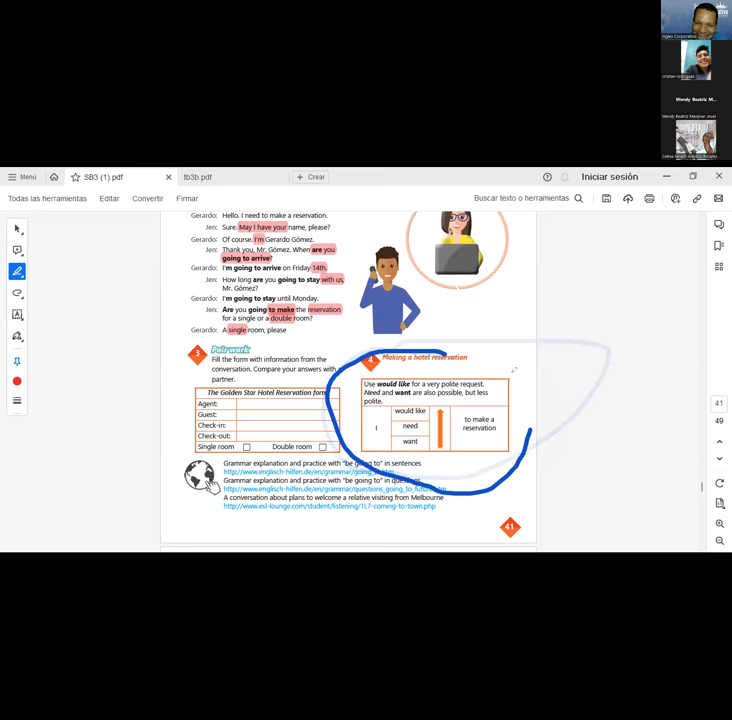 Ingles Corporativo
cristian rodriguez
Wendy Beatriz M...
Wendy Beatriz Menjivar Jovel
Menú
SB3 (1).pdf
tb3b.pdf
+ Crear
Iniciar sesión
Todas las herramientas
Editar
Convertir
Firmar
Buscar texto o herramientas
Gerardo: Hello. I need to make a reservation.
Jen: Sure. May I have your name, please?
Gerardo: Of course. I'm Gerardo Gómez.
Jen: Thank you, Mr. Gómez. When are you
going to arrive?
Gerardo: I'm going to arrive on Friday 14th.
Jen: How long are you going to stay with us,
Mr. Gómez?
Gerardo: I'm going to stay until Monday.
Jen: Are you going to make the reservation
for a single or a double room?
Gerardo: A single room, please
3
Pair work
Fill the form with information from the
conversation. Compare your answers with a
partner.
The Golden Star Hotel Reservation form
Agent:
Guest:
Check-in:
Check-out:
Single room
Double room
4
Making a hotel reservation
Use would like for a very polite request.
Need and want are also possible, but less
polite.
I
would like
need
want
to make a
reservation
Grammar explanation and practice with "be going to" in sentences
Grammar explanation and practice with "be going to" in questions
http://www.englisch-hilfen.de/en/grammar/questions_going_to_future.htm
A conversation about plans to welcome a relative visiting from Melbourne
http://www.esl-lounge.com/student/listening/1L7-coming-to-town.php
41
41
49